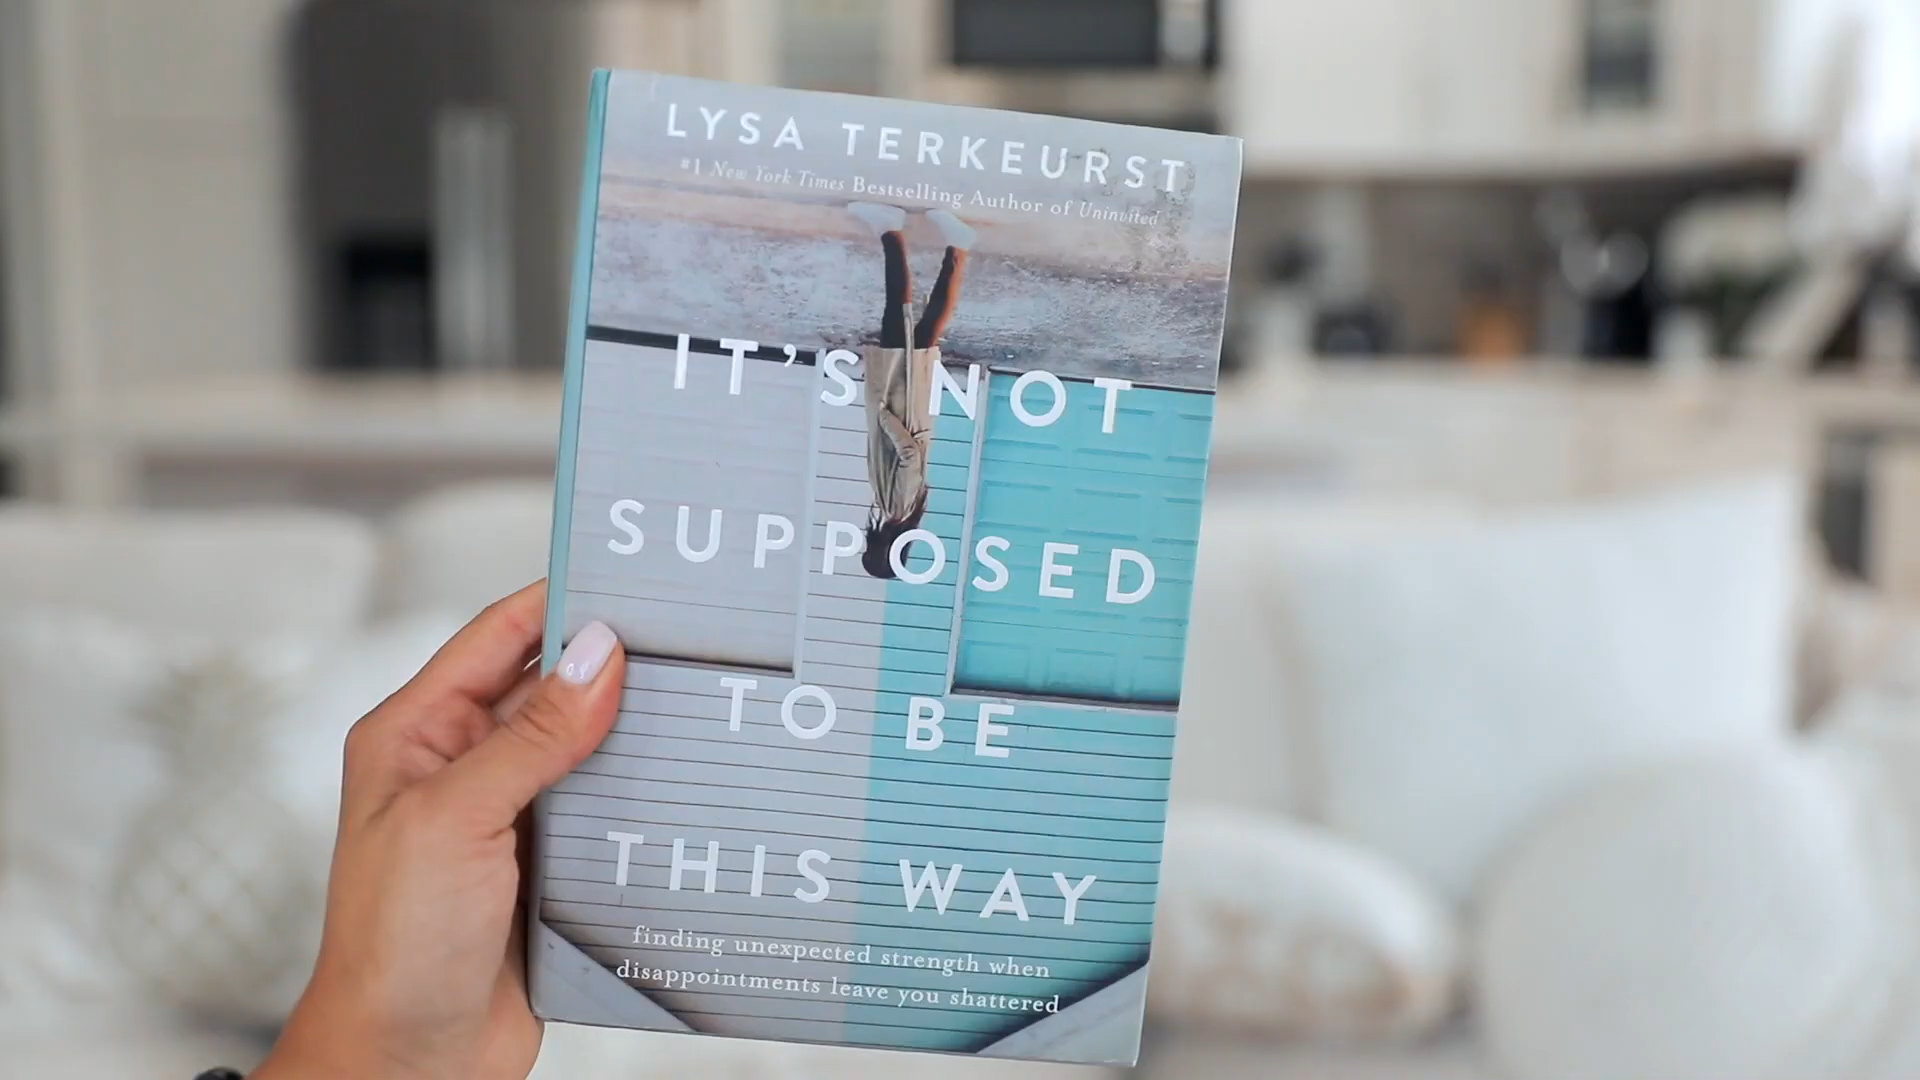 LYSA TERKEURST
#1 New York Times Bestselling Author of Uninvited
IT'S NOT
SUPPOSED
TO BE
THIS WAY
finding unexpected strength when
disappointments leave you shattered